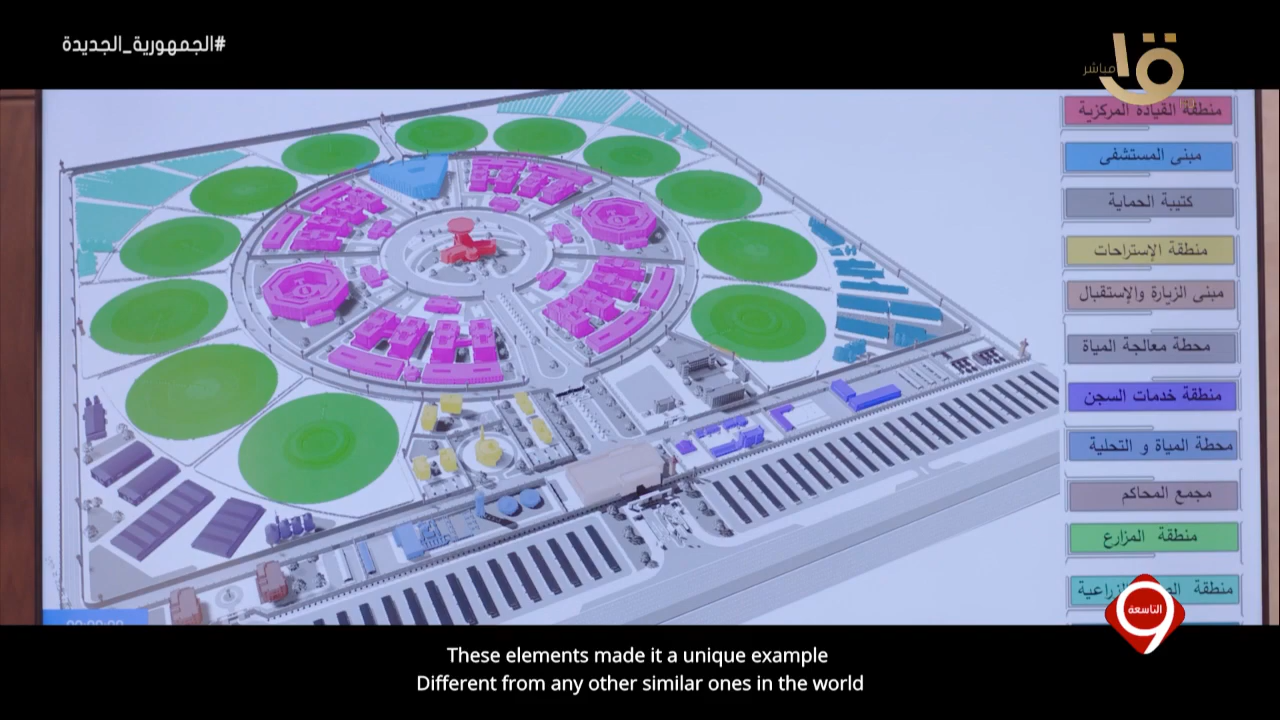 #الجمهورية_الجديدة
مباشر
منطقة القيادة المركزية
مبنى المستشفى
كتيبة الحماية
منطقة الإستراحات
مبنى الزيارة والإستقبال
محطة معالجة المياة
منطقة خدمات السجن
محطة المياة و التحلية
مجمع المحاكم
منطقة المزارع
منطقة الزراعية
التاسعة
These elements made it a unique example
Different from any other similar ones in the world